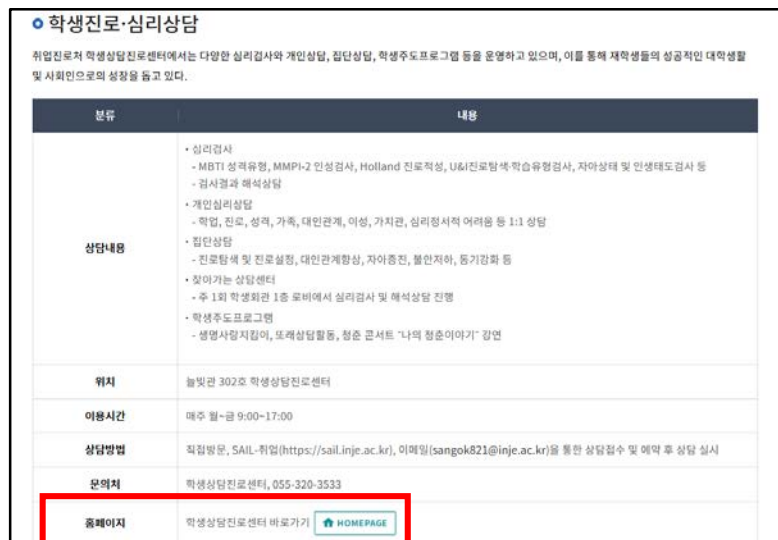 학생진로·심리상담
취업진로처 학생상담진로센터에서는 다양한 심리검사와 개인상담, 집단상담, 학생주도프로그램 등을 운영하고 있으며, 이를 통해 재학생들의 성공적인 대학생활
및 사회인으로의 성장을 돕고 있다.
분류 내용
상담내용
· 심리검사
- MBTI 성격유형, MMPI-2 인성검사, Holland 진로적성, U&I진로탐색·학습유형검사, 자아상태 및 인생태도검사 등
- 검사결과 해석상담
· 개인심리상담
- 학업, 진로, 성격, 가족, 대인관계, 이성, 가치관, 심리정서적 어려움 등 1:1 상담
· 집단상담
- 진로탐색 및 진로설정, 대인관계향상, 자아증진, 불안저하, 동기강화 등
· 찾아가는 상담센터
- 주 1회 학생회관 1층 로비에서 심리검사 및 해석상담 진행
· 학생주도프로그램
- 생명사랑지킴이, 또래상담활동, 청춘 콘서트 "나의 청춘이야기" 강연
위치 늘빛관 302호 학생상담진로센터
이용시간 매주 월~금 9:00~17:00
상담방법 직접방문, SAIL-취업(https://sail.inje.ac.kr), 이메일(sangok821@inje.ac.kr)을 통한 상담접수 및 예약 후 상담 실시
문의처 학생상담진로센터, 055-320-3533
홈페이지 학생상담진로센터 바로가기 HOMEPAGE